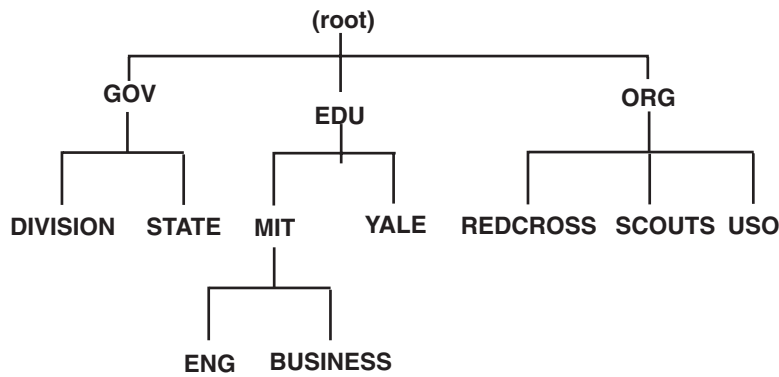 (root)
GOV
EDU
ORG
DIVISION STATE MIT YALE REDCROSS SCOUTS USO
ENG BUSINESS